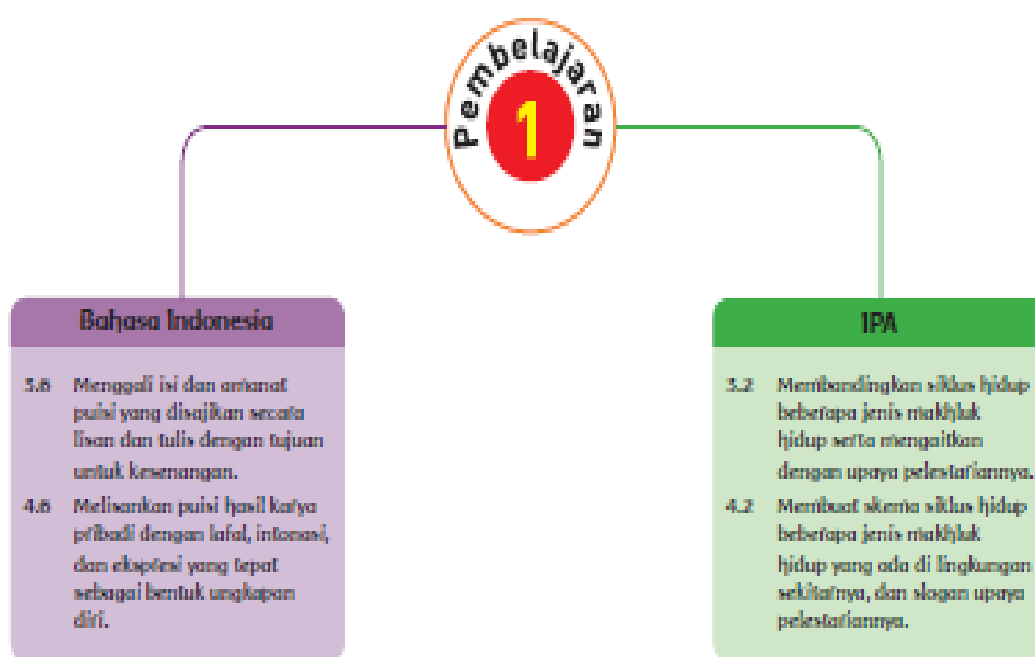 Pembelajaran
1
Bahasa Indonesia
3.6 Menggali isi dan amanat
puisi yang disajikan secara
lisan dan tulis dengan tujuan
untuk kesenangan.
4.6 Melisankan puisi hasil karya
pribadi dengan lafal, intonasi,
dan ekspresi yang tepat
sebagai bentuk ungkapan
diri.
IPA
3.2 Membandingkan siklus hidup
beberapa jenis makhluk
hidup serta mengaitkan
dengan upaya pelestariannya.
4.2 Membuat skema siklus hidup
beberapa jenis makhluk
hidup yang ada di lingkungan
sekitarnya, dan slogan upaya
pelestariannya.